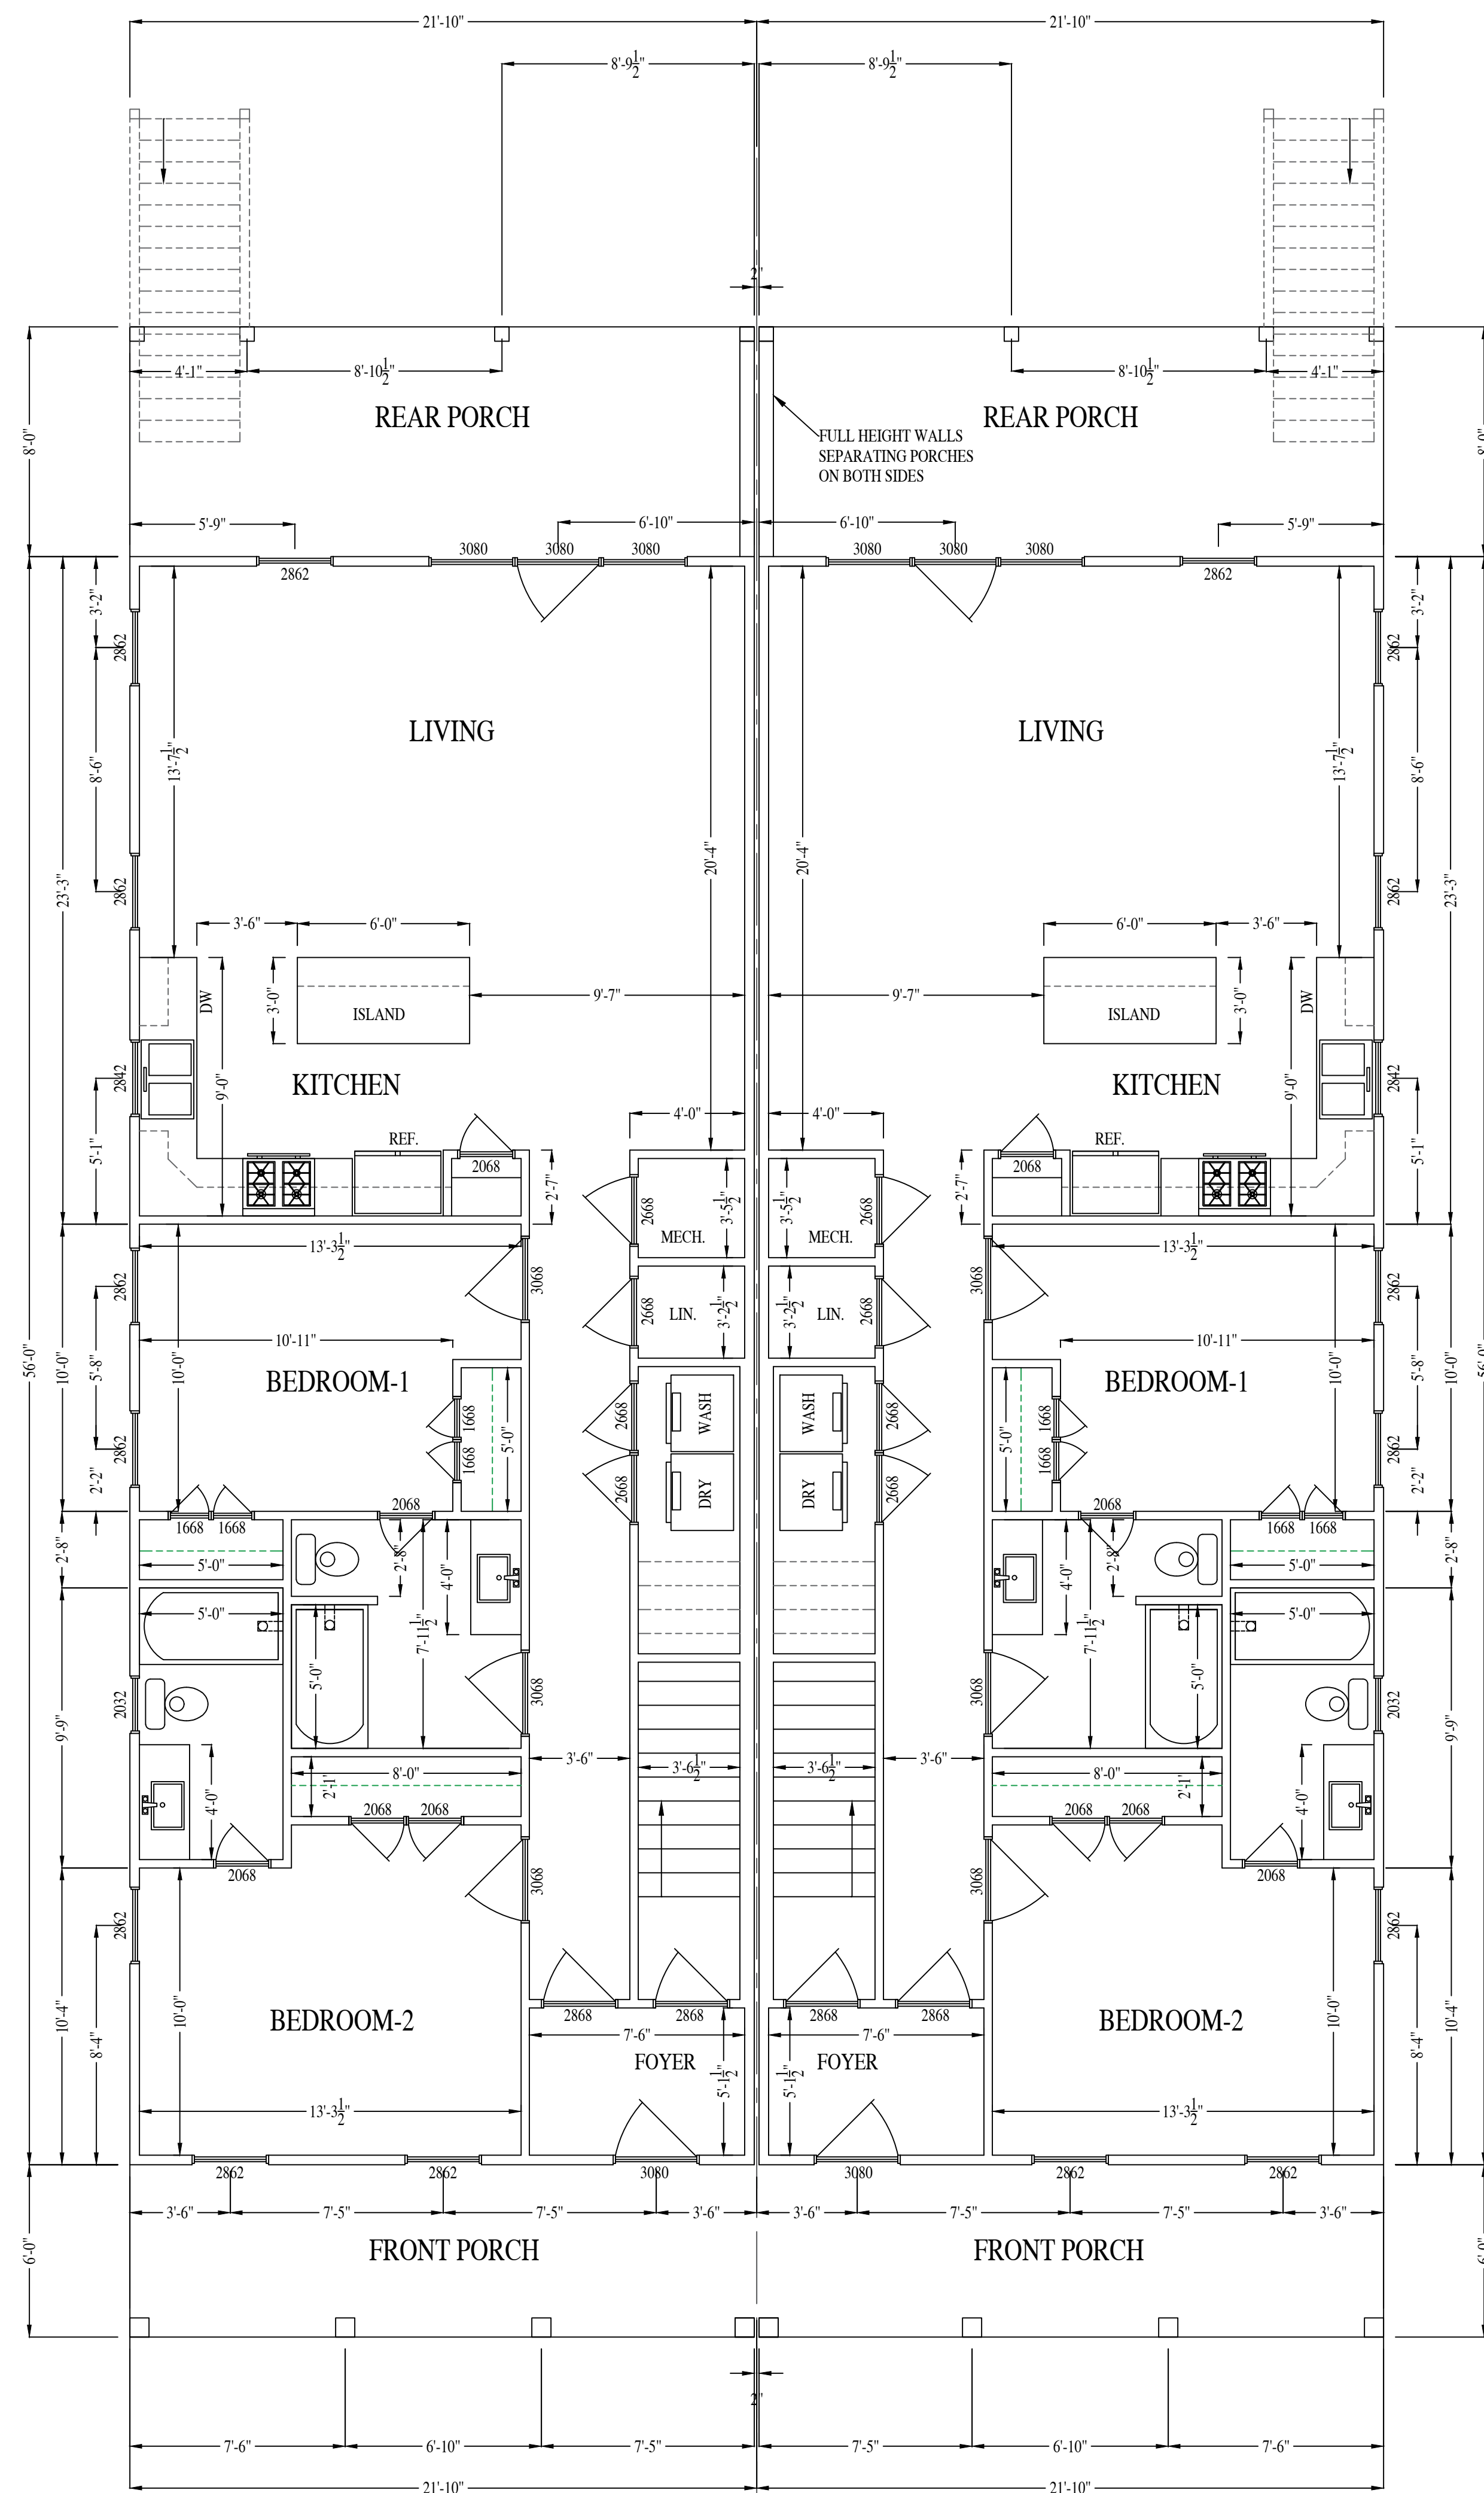 21'-10" 21'-10"
8'-9 1/2" 8'-9 1/2"
2"
4'-1" 8'-10 1/2" 8'-10 1/2" 4'-1"
REAR PORCH REAR PORCH
FULL HEIGHT WALLS
SEPARATING PORCHES
ON BOTH SIDES
8'-0" 8'-0"
5'-9" 6'-10" 6'-10" 5'-9"
3080 3080 3080 3080 3080 3080
2862 2862
3'-2" 3'-2"
2862 2862
LIVING LIVING
13'-7 1/2" 13'-7 1/2"
8'-6" 8'-6"
20'-4" 20'-4"
23'-3" 2862 2862 23'-3"
3'-6" 6'-0" 6'-0" 3'-6"
DW 3'-0" 9'-7" 9'-7" 3'-0" DW
ISLAND ISLAND
2842 KITCHEN KITCHEN 2842
9'-0" 9'-0"
4'-0" 4'-0"
5'-1" REF. REF. 5'-1"
2068 2068
2'-7" 2'-7"
2668 3'-5 1/2" 3'-5 1/2" 2668
MECH. MECH.
13'-3 1/2" 13'-3 1/2"
2862 3068 3068 2862
2668 LIN. 3'-2 1/2" 3'-2 1/2" LIN. 2668
10'-11" 10'-11"
56'-0" 10'-0" 5'-8" 10'-0" 10'-0" 5'-8" 10'-0" 56'-0"
BEDROOM-1 BEDROOM-1
2668 WASH WASH 2668
1668 5'-0" 5'-0" 1668
1668 1668
2862 2862
2'-2" 2668 DRY DRY 2668 2'-2"
2068 2068
1668 1668 1668 1668
2'-8" 2'-8" 2'-8" 2'-8"
5'-0" 4'-0" 4'-0" 5'-0"
5'-0" 7'-11 1/2" 7'-11 1/2" 5'-0"
5'-0" 5'-0"
2032 3068 3068 2032
9'-9" 9'-9"
3'-6" 3'-6 1/2" 3'-6 1/2" 3'-6"
8'-0" 2'-1" 8'-0" 2'-1"
4'-0" 4'-0"
2068 2068 2068 2068
2068 3068 3068 2068
2862 2862
2868 2868 2868 2868
10'-4" 8'-4" 10'-0" 10'-0" 8'-4" 10'-4"
BEDROOM-2 BEDROOM-2
7'-6" 7'-6"
FOYER FOYER
5'-1 1/2" 5'-1 1/2"
13'-3 1/2" 13'-3 1/2"
2862 2862 3080 3080 2862 2862
3'-6" 7'-5" 7'-5" 3'-6" 3'-6" 7'-5" 7'-5" 3'-6"
6'-0" FRONT PORCH FRONT PORCH 6'-0"
2"
7'-6" 6'-10" 7'-5" 7'-5" 6'-10" 7'-6"
21'-10" 21'-10"